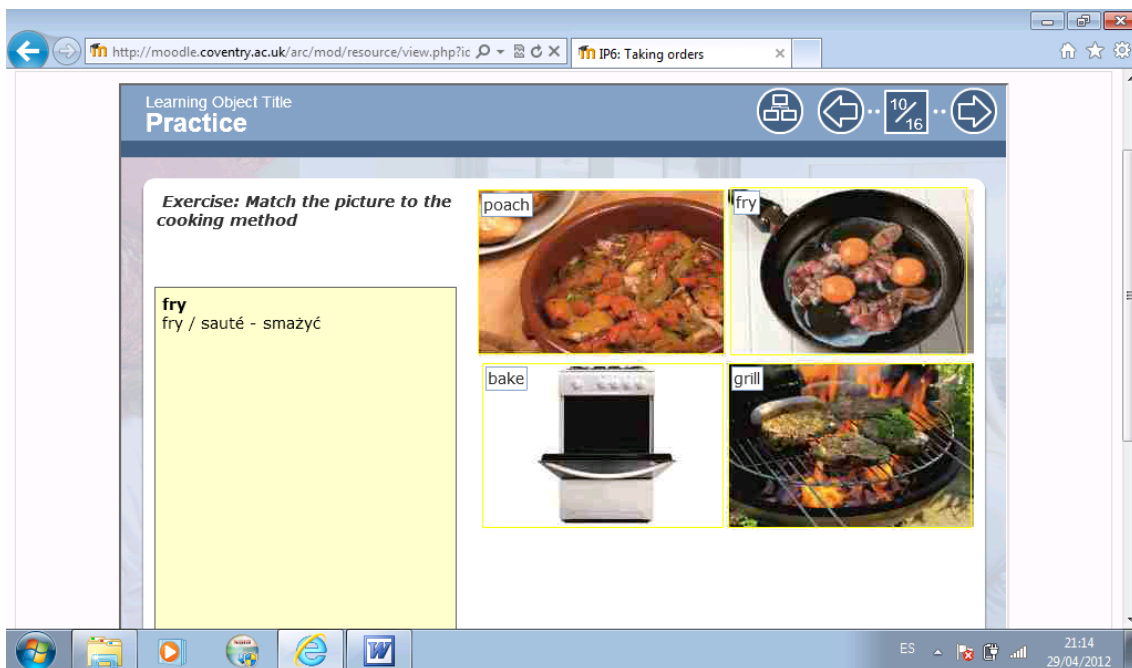 http://moodle.coventry.ac.uk/arc/mod/resource/view.php?ic
IP6: Taking orders
Learning Object Title
Practice
10/16
Exercise: Match the picture to the
cooking method
poach
fry
fry
fry / sauté - smażyć
bake
grill
W
ES
21:14
29/04/2012